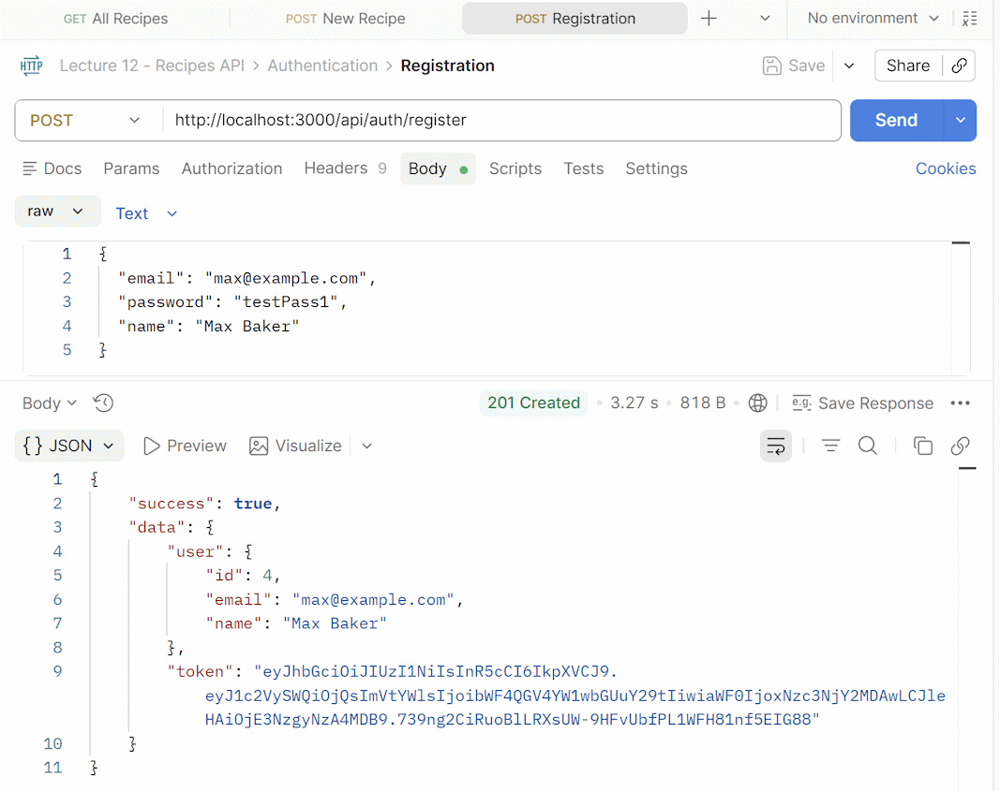 GET All Recipes POST New Recipe POST Registration No environment
HTTP Lecture 12 - Recipes API > Authentication > Registration Save Share
POST http://localhost:3000/api/auth/register Send
Docs Params Authorization Headers 9 Body Scripts Tests Settings Cookies
raw Text
1 {
2 "email": "max@example.com",
3 "password": "testPass1",
4 "name": "Max Baker"
5 }
Body 201 Created • 3.27 s • 818 B • e.g. Save Response
{} JSON Preview Visualize
1 {
2 "success": true,
3 "data": {
4 "user": {
5 "id": 4,
6 "email": "max@example.com",
7 "name": "Max Baker"
8 },
9 "token": "eyJhbGciOiJIUzI1NiIsInR5cCI6IkpXVCJ9.
eyJ1c2VySWQiOjQsImVtYWlsIjoibWF4QGV4YW1wbGUuY29tIiwiaWF0IjoxNzc3NjY2MDAwLCJle
HAiOjE3NzgyNzA4MDB9.739ng2CiRuoBlLRXsUW-9HFvUbfPL1WFH81nf5EIG88"
10 }
11 }